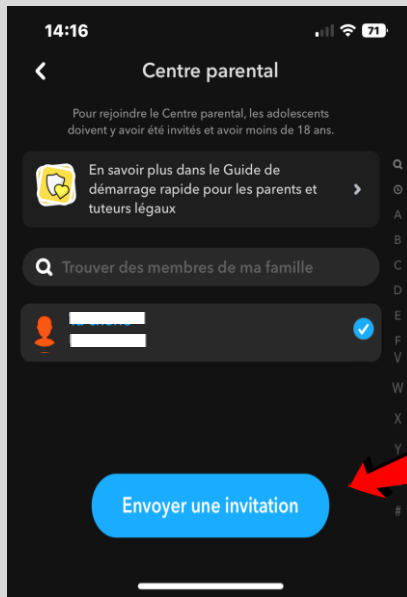 14:16
71
Centre parental
Pour rejoindre le Centre parental, les adolescents
doivent y avoir été invités et avoir moins de 18 ans.
En savoir plus dans le Guide de
démarrage rapide pour les parents et
tuteurs légaux
Trouver des membres de ma famille
A
B
C
D
E
F
V
W
X
Y
#
Envoyer une invitation